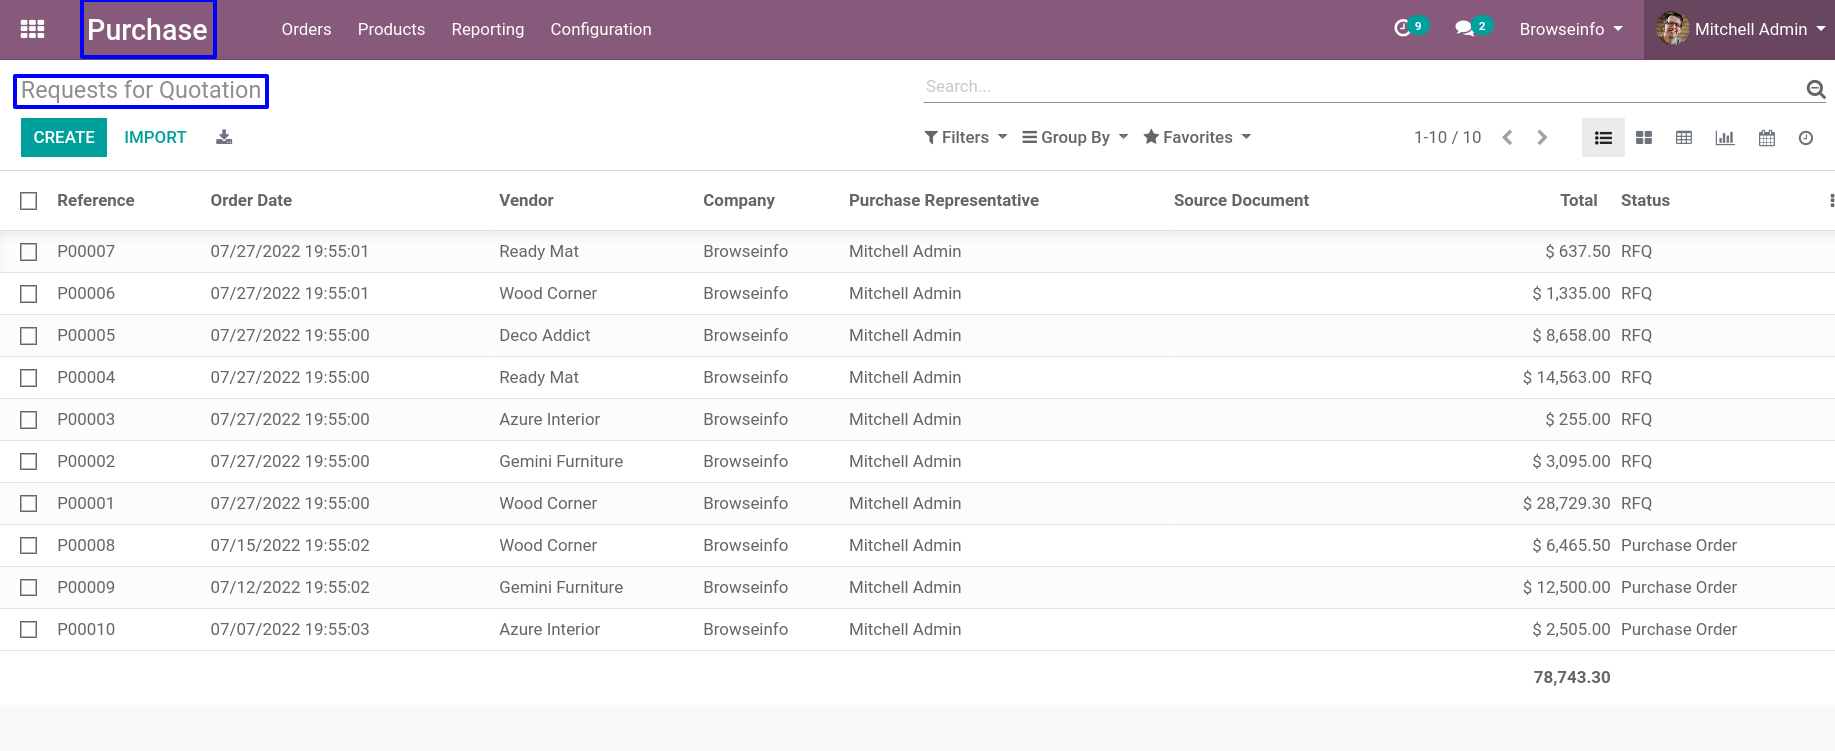 Purchase Orders Products Reporting Configuration 9 2 Browseinfo Mitchell Admin
Requests for Quotation Search...
CREATE IMPORT Filters Group By Favorites 1-10 / 10
Reference Order Date Vendor Company Purchase Representative Source Document Total Status
P00007 07/27/2022 19:55:01 Ready Mat Browseinfo Mitchell Admin $ 637.50 RFQ
P00006 07/27/2022 19:55:01 Wood Corner Browseinfo Mitchell Admin $ 1,335.00 RFQ
P00005 07/27/2022 19:55:00 Deco Addict Browseinfo Mitchell Admin $ 8,658.00 RFQ
P00004 07/27/2022 19:55:00 Ready Mat Browseinfo Mitchell Admin $ 14,563.00 RFQ
P00003 07/27/2022 19:55:00 Azure Interior Browseinfo Mitchell Admin $ 255.00 RFQ
P00002 07/27/2022 19:55:00 Gemini Furniture Browseinfo Mitchell Admin $ 3,095.00 RFQ
P00001 07/27/2022 19:55:00 Wood Corner Browseinfo Mitchell Admin $ 28,729.30 RFQ
P00008 07/15/2022 19:55:02 Wood Corner Browseinfo Mitchell Admin $ 6,465.50 Purchase Order
P00009 07/12/2022 19:55:02 Gemini Furniture Browseinfo Mitchell Admin $ 12,500.00 Purchase Order
P00010 07/07/2022 19:55:03 Azure Interior Browseinfo Mitchell Admin $ 2,505.00 Purchase Order
78,743.30